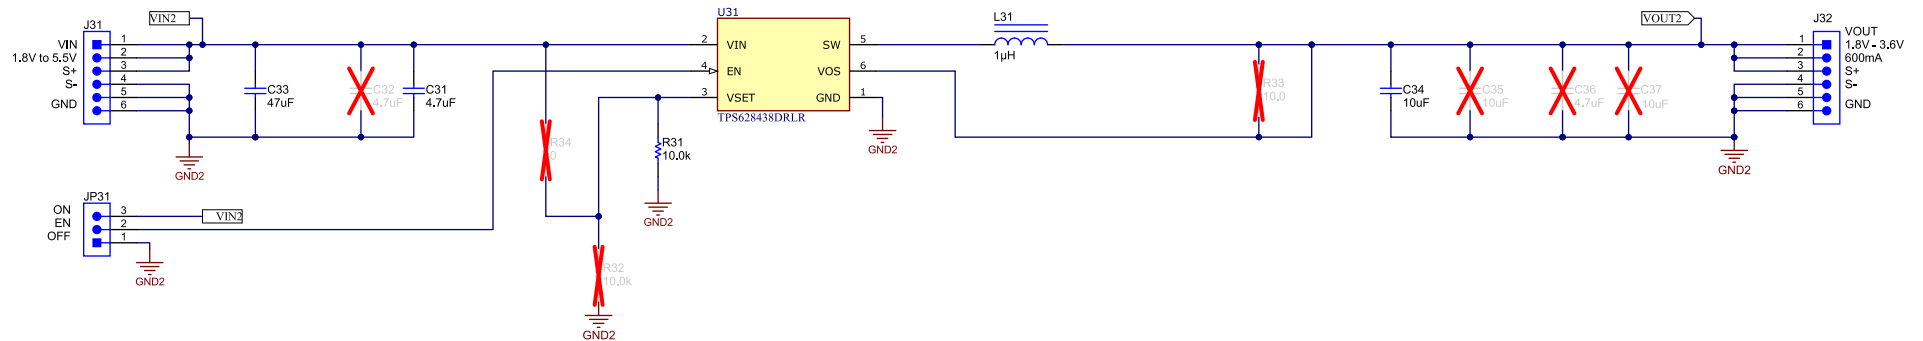 J31
VIN
1.8V to 5.5V
S+
S-
GND
1
2
3
4
5
6
VIN2
GND2
C33
47uF
C32
4.7uF
C31
4.7uF
JP31
ON
EN
OFF
3
2
1
VIN2
GND2
R34
0
R32
10.0k
GND2
R31
10.0k
GND2
U31
2
VIN
4
EN
3
VSET
SW
5
VOS
6
GND
1
TPS628438DRLR
GND2
L31
1µH
R33
10.0
C34
10uF
C35
10uF
C36
4.7uF
C37
10uF
VOUT2
GND2
J32
1
2
3
4
5
6
VOUT
1.8V - 3.6V
600mA
S+
S-
GND